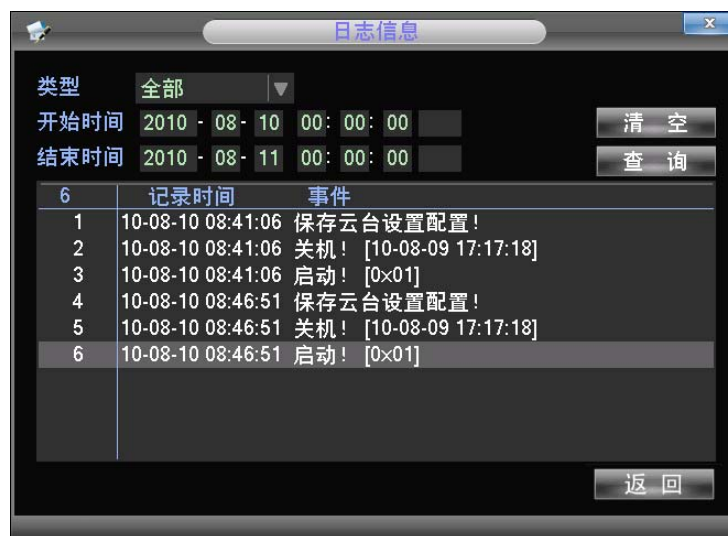 日志信息
类型 全部
开始时间 2010 - 08 - 10 00: 00: 00
清 空
结束时间 2010 - 08 - 11 00: 00: 00
查 询
6 记录时间 事件
1 10-08-10 08:41:06 保存云台设置配置!
2 10-08-10 08:41:06 关机! [10-08-09 17:17:18]
3 10-08-10 08:41:06 启动! [0×01]
4 10-08-10 08:46:51 保存云台设置配置!
5 10-08-10 08:46:51 关机! [10-08-09 17:17:18]
6 10-08-10 08:46:51 启动! [0×01]
返 回